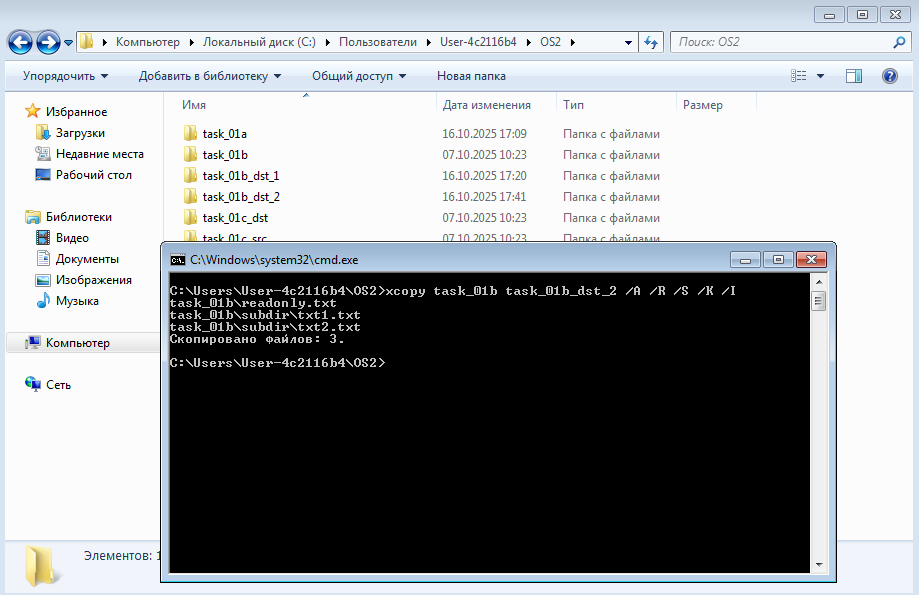 Компьютер Локальный диск (C:) Пользователи User-4c2116b4 OS2 Поиск: OS2
Упорядочить Добавить в библиотеку Общий доступ Новая папка
Имя Дата изменения Тип Размер
Избранное
Загрузки
Недавние места
Рабочий стол
Библиотеки
Видео
Документы
Изображения
Музыка
Компьютер
Сеть
task_01a 16.10.2025 17:09 Папка с файлами
task_01b 07.10.2025 10:23 Папка с файлами
task_01b_dst_1 16.10.2025 17:20 Папка с файлами
task_01b_dst_2 16.10.2025 17:41 Папка с файлами
task_01c_dst 07.10.2025 10:23 Папка с файлами
task_01c_src 07.10.2025 10:23 Папка с файлами
C:\Windows\system32\cmd.exe
C:\Users\User-4c2116b4\OS2>xcopy task_01b task_01b_dst_2 /A /R /S /K /I
task_01b\readonly.txt
task_01b\subdir\txt1.txt
task_01b\subdir\txt2.txt
Скопировано файлов: 3.
C:\Users\User-4c2116b4\OS2>
Элементов: